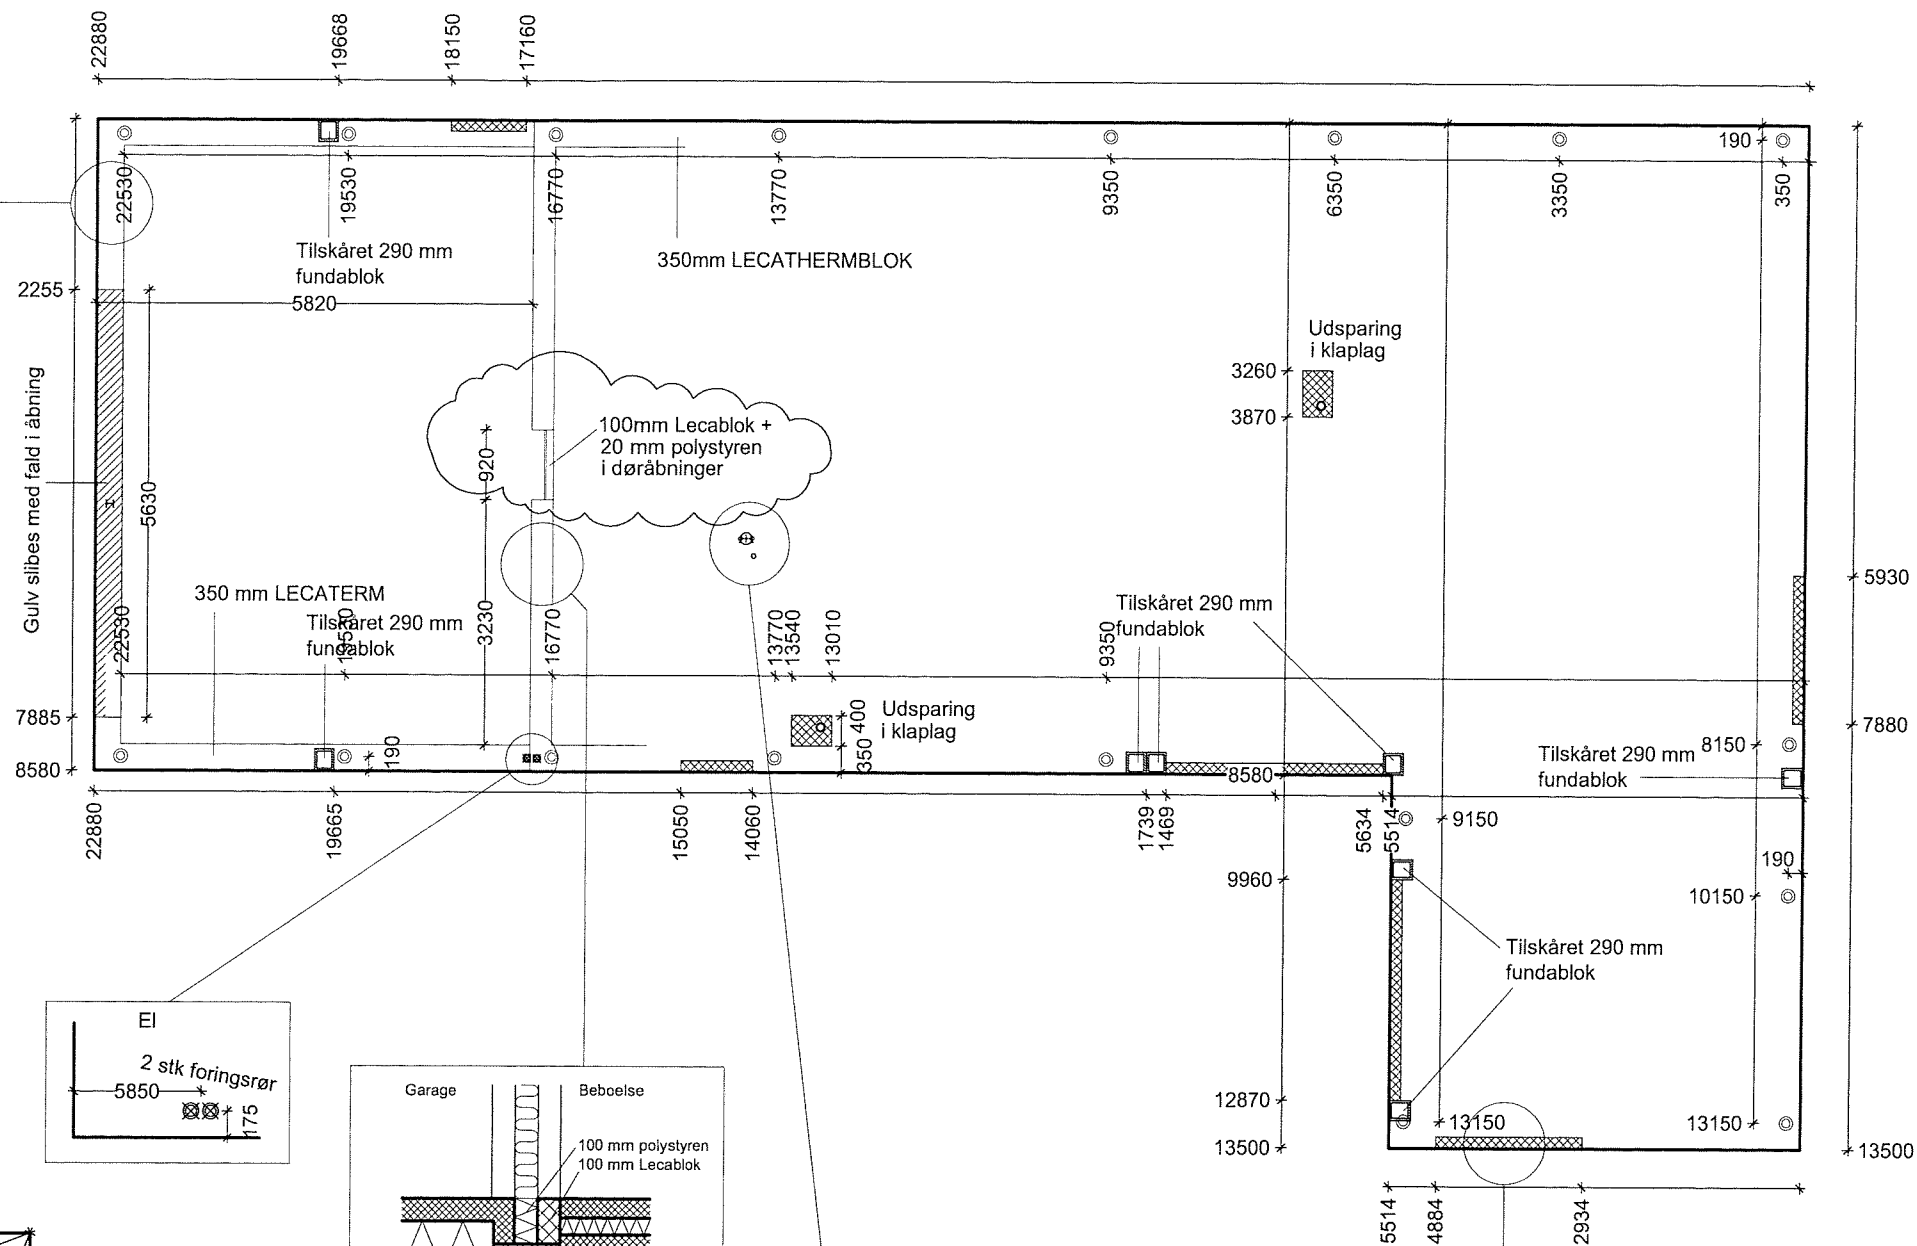 22880
19668
18150
17160
190
22530
19530
16770
13770
9350
6350
3350
350
Tilskåret 290 mm
fundablok
350mm LECATHERMBLOK
2255
5820
Udsparing
i klaplag
3260
3870
Gulv slibes med fald i åbning
5630
920
100mm Lecablok +
20 mm polystyren
i døråbninger
H
350 mm LECATERM
Tilskåret 290 mm
fundablok
22530
19530
3230
16770
13770
13540
13010
9350
Tilskåret 290 mm
fundablok
5930
7885
7880
400
Udsparing
i klaplag
350
190
8580
8580
8150
Tilskåret 290 mm
fundablok
22880
19665
15050
14060
1739
1469
5634
5514
9150
190
9960
10150
Tilskåret 290 mm
fundablok
12870
13500
13150
13150
13500
5514
4884
2934
El
2 stk foringsrør
5850
175
Garage
Beboelse
100 mm polystyren
100 mm Lecablok